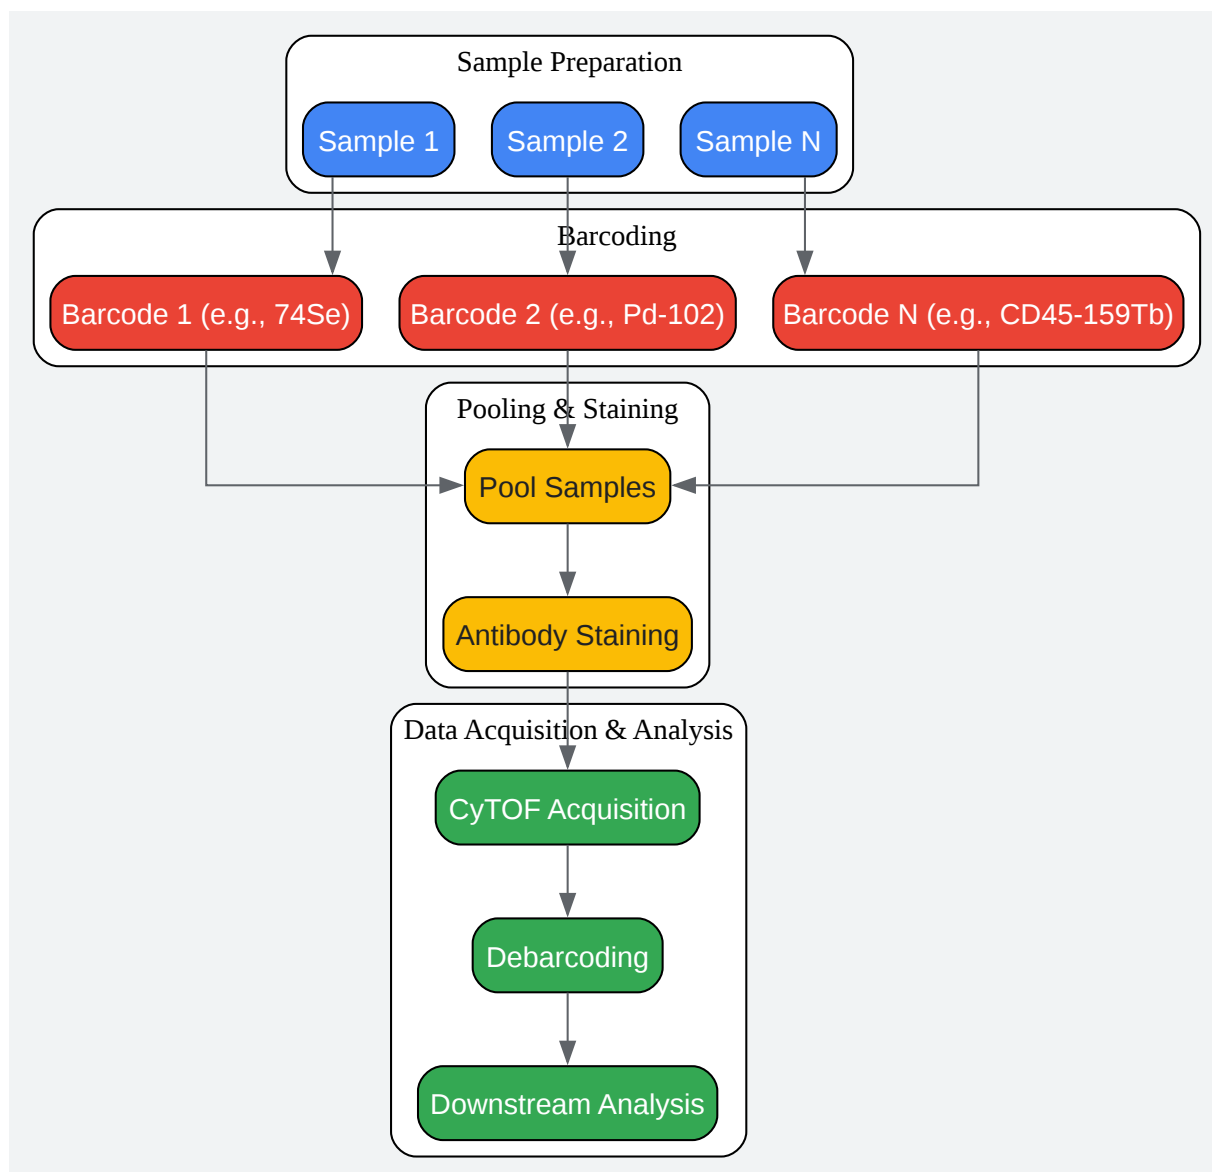 Sample Preparation
Sample 1
Sample 2
Sample N
Barcoding
Barcode 1 (e.g., 74Se)
Barcode 2 (e.g., Pd-102)
Barcode N (e.g., CD45-159Tb)
Pooling & Staining
Pool Samples
Antibody Staining
Data Acquisition & Analysis
CyTOF Acquisition
Debarcoding
Downstream Analysis